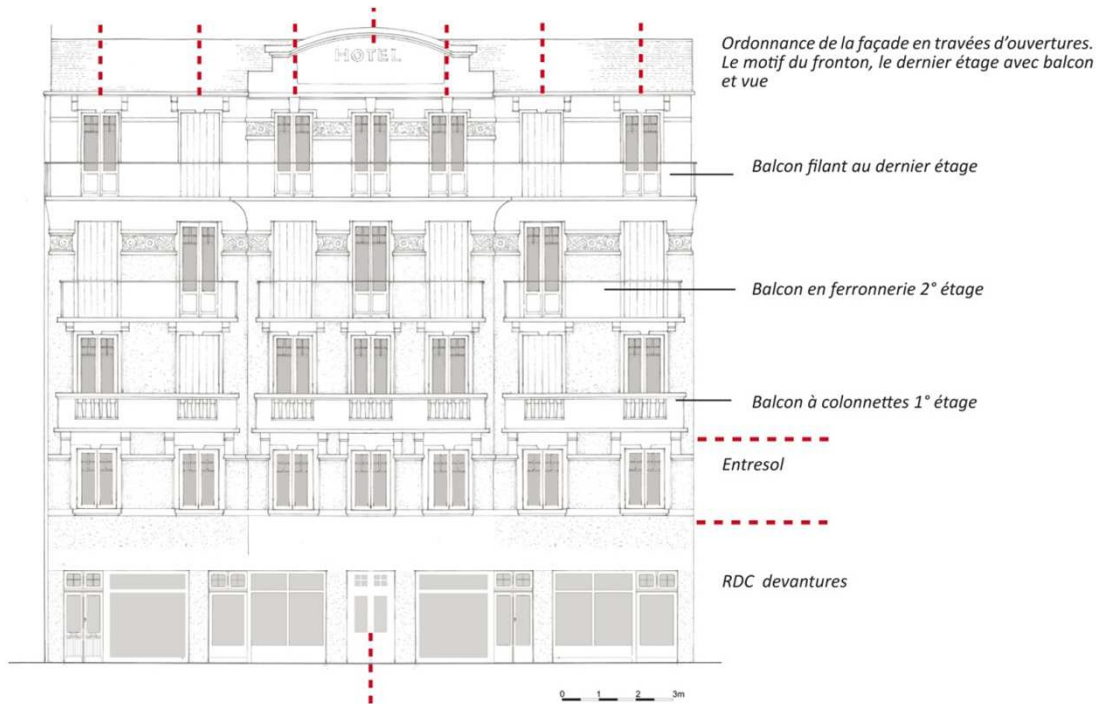 HOTEL
Ordonnance de la façade en travées d'ouvertures.
Le motif du fronton, le dernier étage avec balcon
et vue
Balcon filant au dernier étage
Balcon en ferronnerie 2° étage
Balcon à colonnettes 1° étage
Entresol
RDC devantures
0 1 2 3m